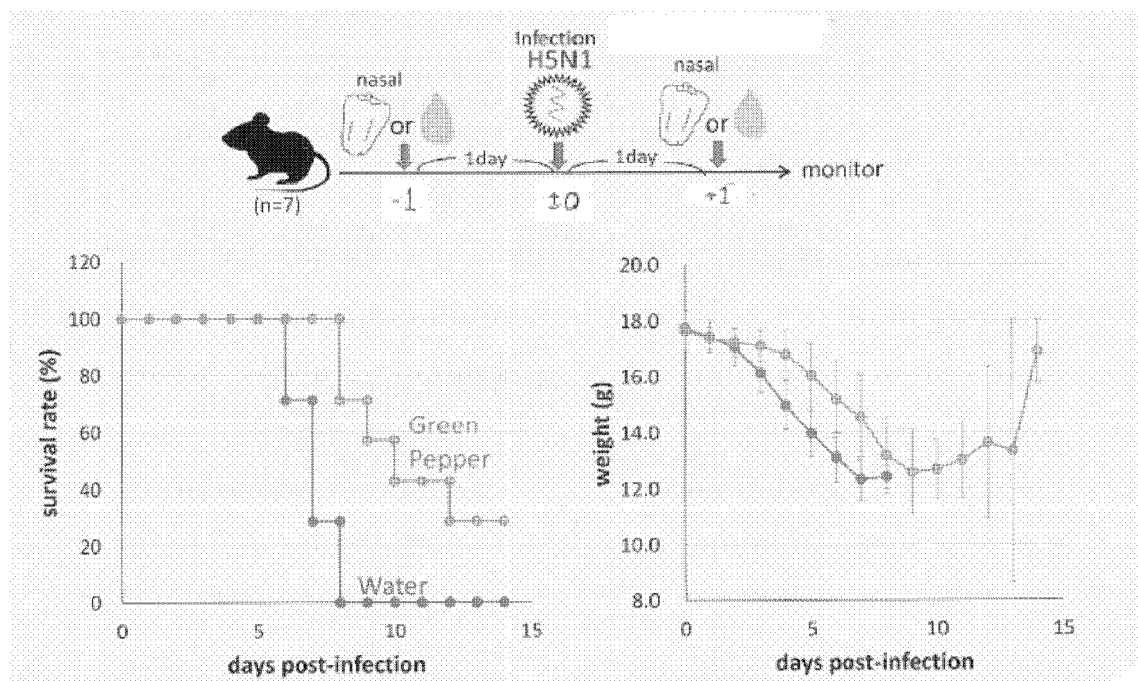 Infection
H5N1
nasal
nasal
or
or
1day
1day
monitor
(n=7)
-1
±0
+1
120
100
80
60
40
20
0
survival rate (%)
Green
Pepper
Water
0
5
10
15
days post-infection
20.0
18.0
16.0
14.0
12.0
10.0
8.0
weight (g)
0
5
10
15
days post-infection